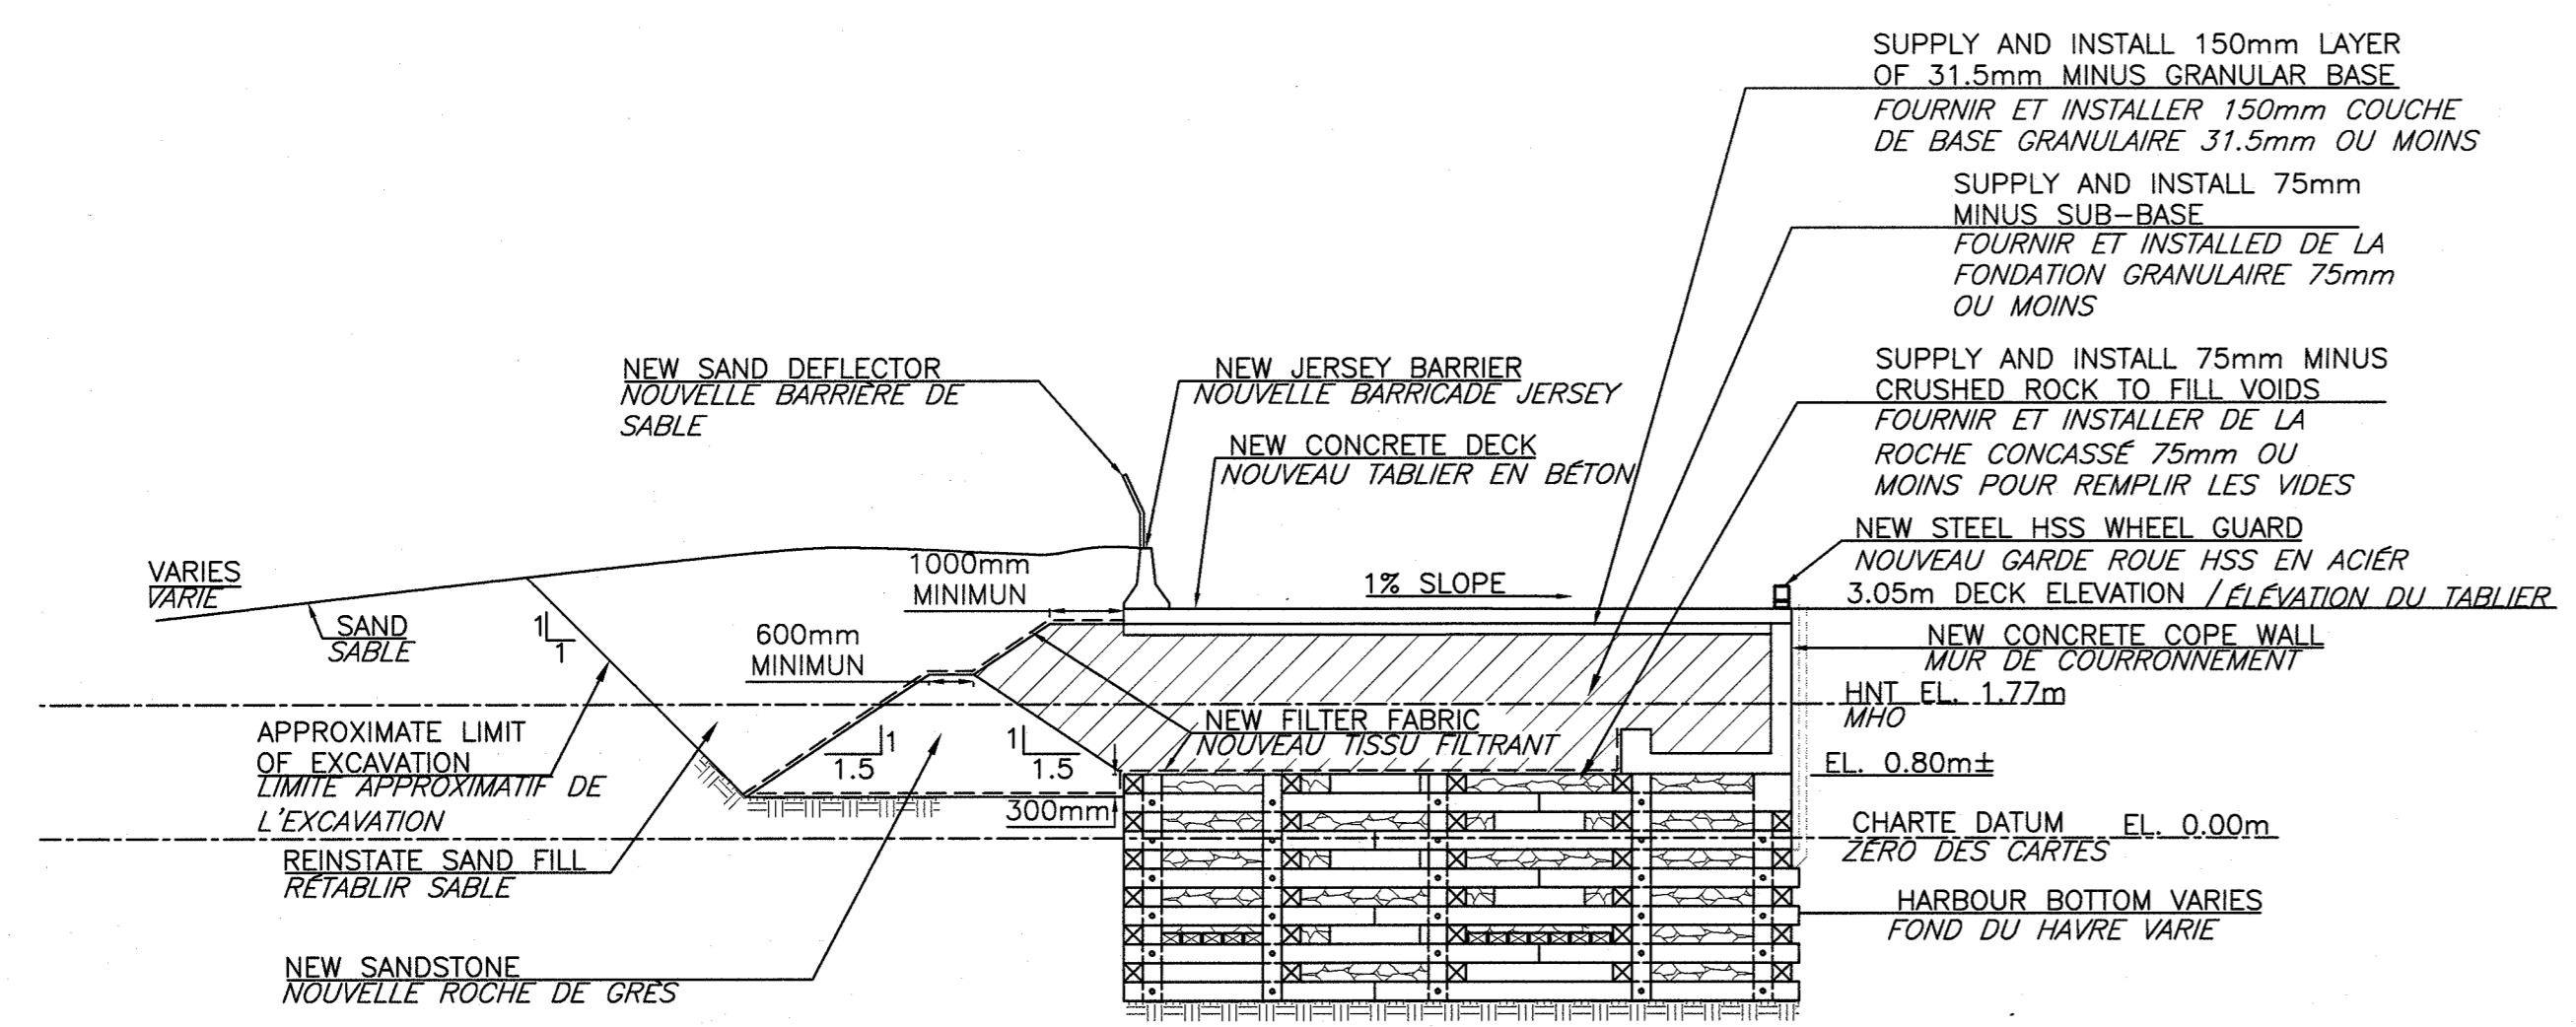 SUPPLY AND INSTALL 150mm LAYER
OF 31.5mm MINUS GRANULAR BASE
FOURNIR ET INSTALLER 150mm COUCHE
DE BASE GRANULAIRE 31.5mm OU MOINS
SUPPLY AND INSTALL 75mm
MINUS SUB-BASE
FOURNIR ET INSTALLED DE LA
FONDATION GRANULAIRE 75mm
OU MOINS
SUPPLY AND INSTALL 75mm MINUS
CRUSHED ROCK TO FILL VOIDS
FOURNIR ET INSTALLER DE LA
ROCHE CONCASSÉ 75mm OU
MOINS POUR REMPLIR LES VIDES
NEW SAND DEFLECTOR
NOUVELLE BARRIÈRE DE
SABLE
NEW JERSEY BARRIER
NOUVELLE BARRICADE JERSEY
NEW CONCRETE DECK
NOUVEAU TABLIER EN BÉTON
NEW STEEL HSS WHEEL GUARD
NOUVEAU GARDE ROUE HSS EN ACIÉR
3.05m DECK ELEVATION / ÉLÉVATION DU TABLIER
VARIES
VARIE
SAND
SABLE
1
1
1000mm
MINIMUN
1% SLOPE
600mm
MINIMUN
NEW CONCRETE COPE WALL
MUR DE COURRONNEMENT
HNT EL. 1.77m
MHO
APPROXIMATE LIMIT
OF EXCAVATION
LIMITE APPROXIMATIF DE
L'EXCAVATION
1
1.5
1
1.5
NEW FILTER FABRIC
NOUVEAU TISSU FILTRANT
EL. 0.80m±
300mm
CHARTE DATUM EL. 0.00m
ZÉRO DES CARTES
REINSTATE SAND FILL
RÉTABLIR SABLE
HARBOUR BOTTOM VARIES
FOND DU HAVRE VARIE
NEW SANDSTONE
NOUVELLE ROCHE DE GRÈS